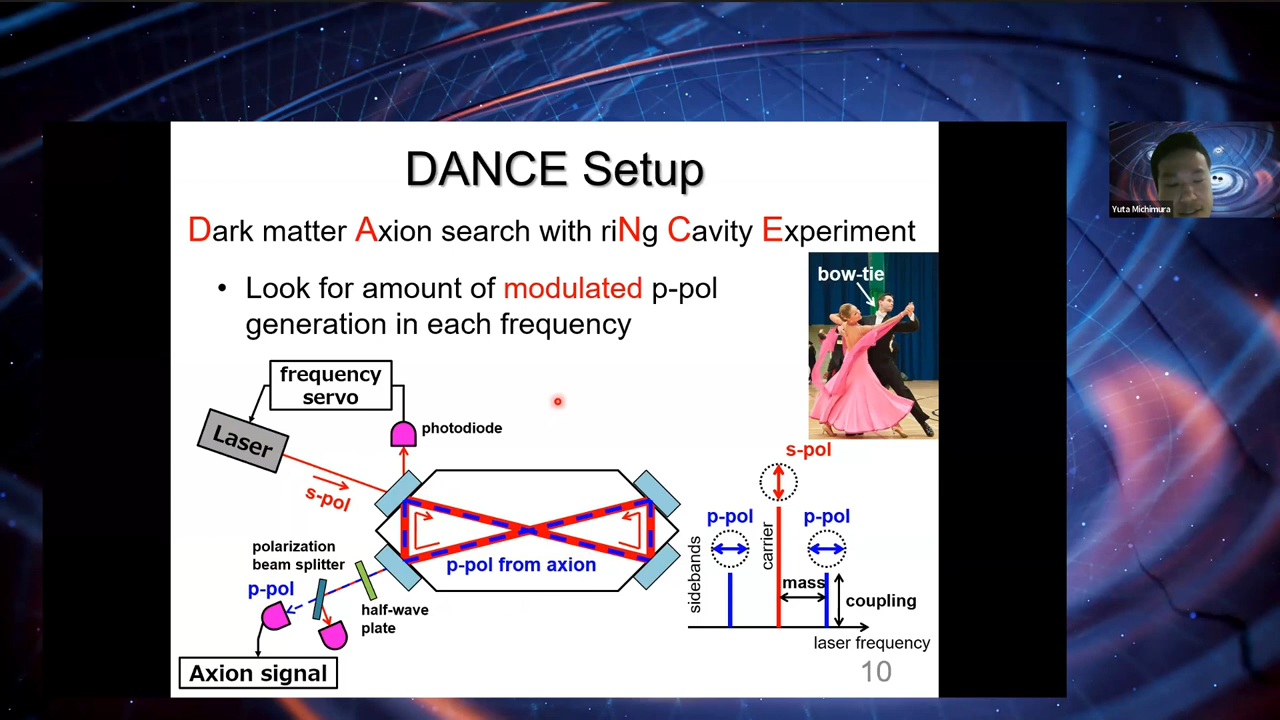 DANCE Setup
Dark matter Axion search with riNg Cavity Experiment
• Look for amount of modulated p-pol
generation in each frequency
bow-tie
frequency
servo
Laser
photodiode
s-pol
p-pol from axion
polarization
beam splitter
p-pol
half-wave
plate
Axion signal
s-pol
p-pol
p-pol
sidebands
carrier
mass
coupling
laser frequency
10
Yuta Michimura